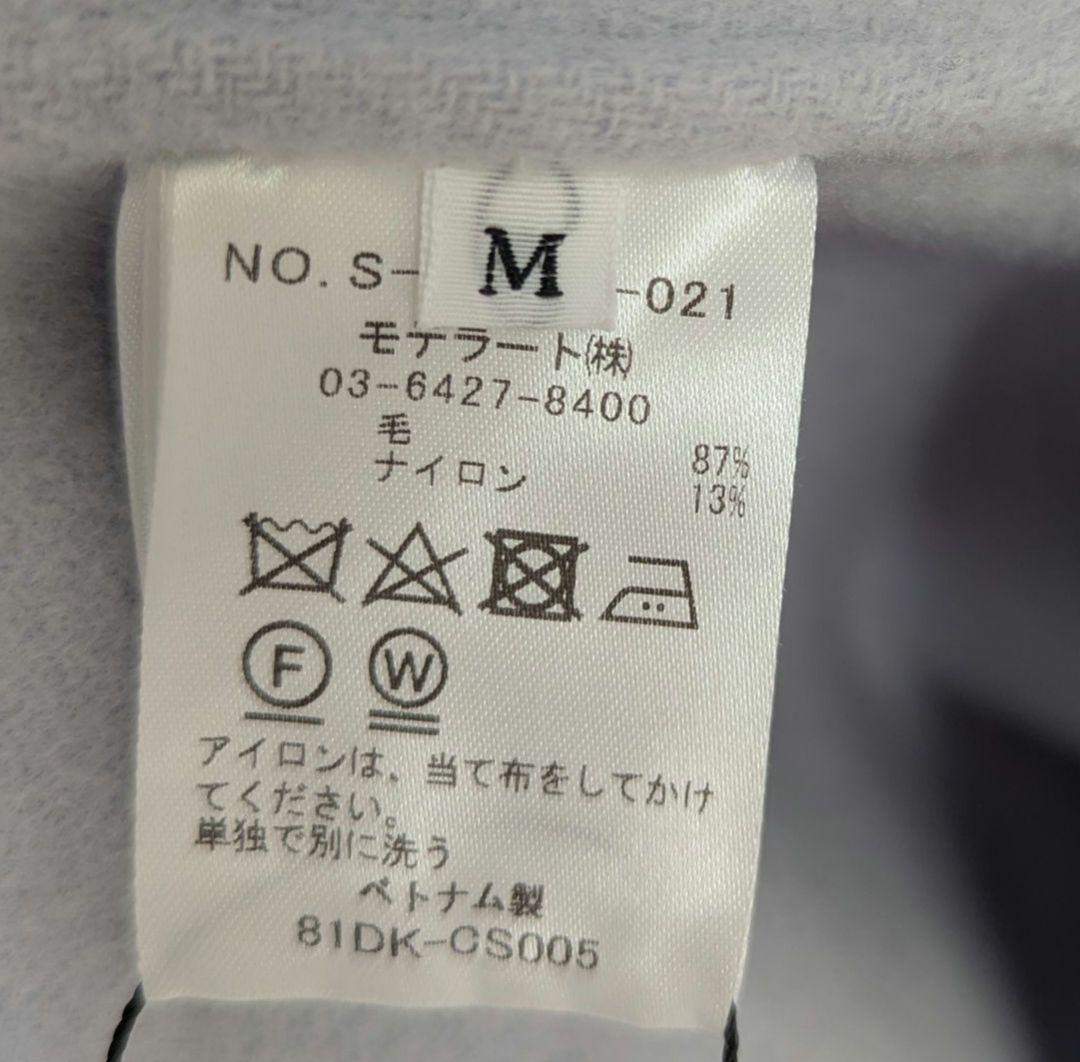 M
NO. S-
-021
モデラート(株)
03-6427-8400
毛 87%
ナイロン 13%
F W
アイロンは、当て布をしてかけ
てください。
単独で別に洗う
ベトナム製
81DK-CS005